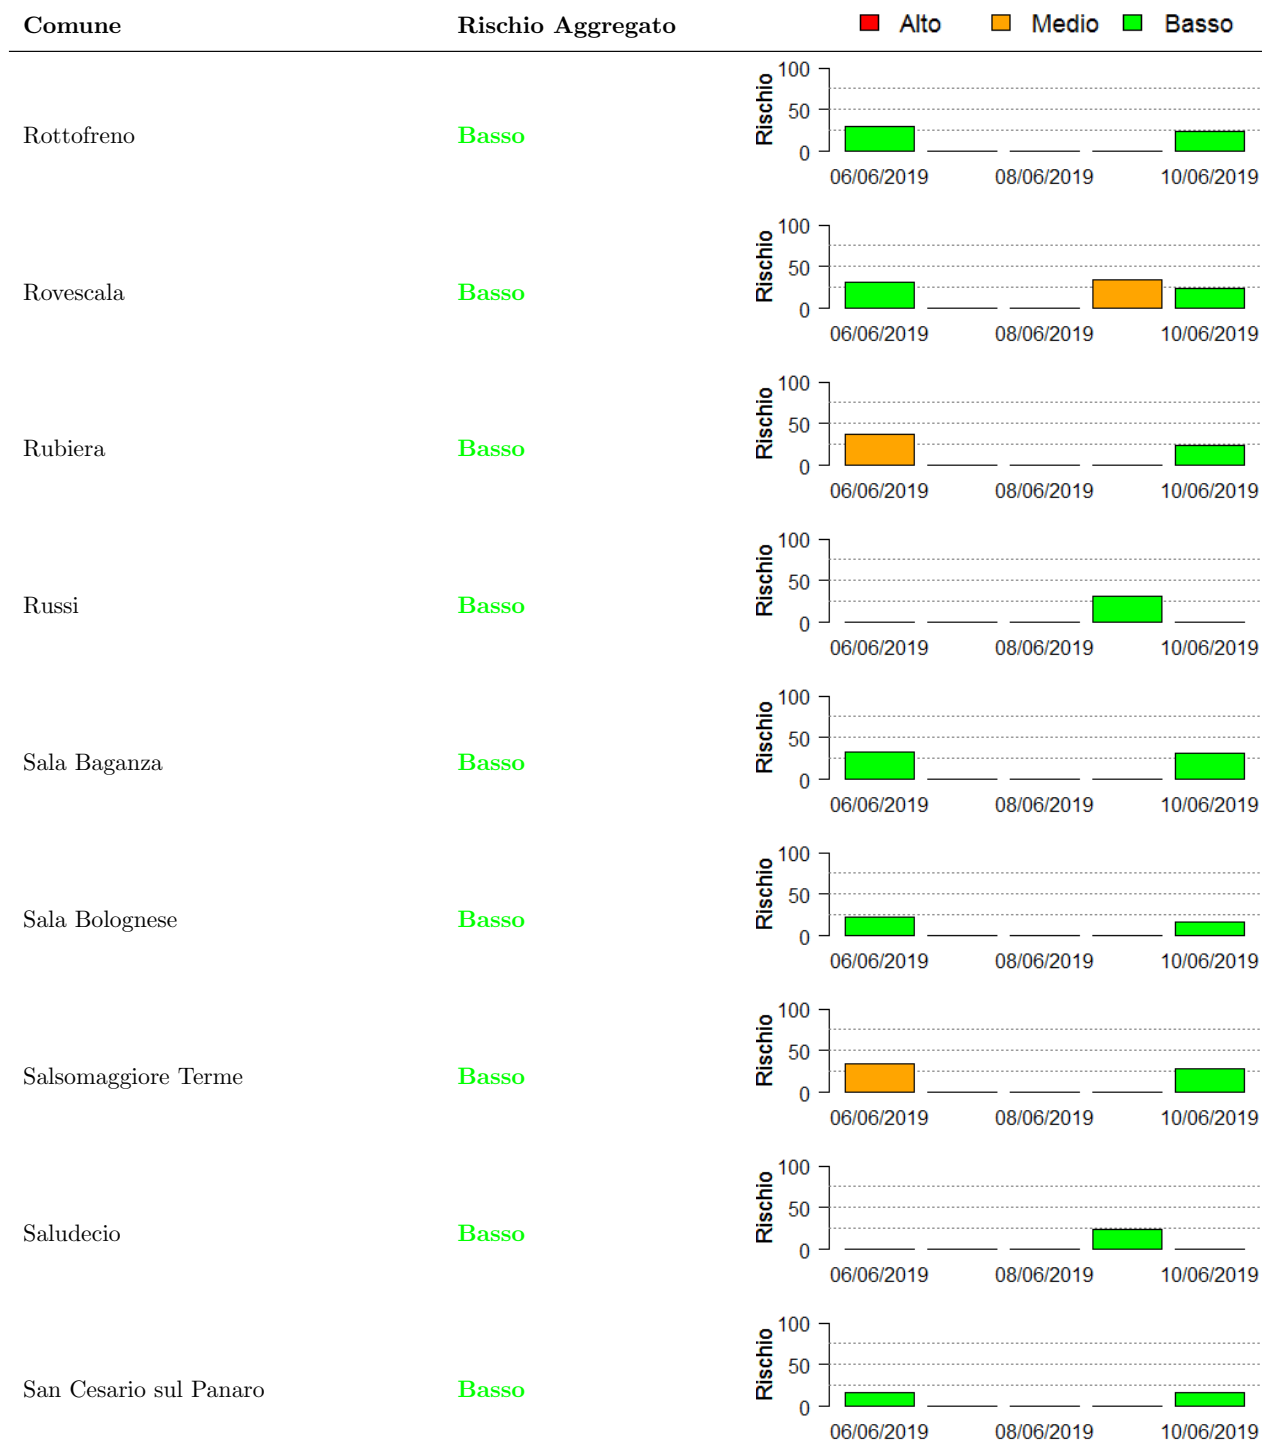 Comune Rischio Aggregato Alto Medio Basso
Rottofreno Basso Rischio 100 50 0
06/06/2019 08/06/2019 10/06/2019
Rovescala Basso Rischio 100 50 0
06/06/2019 08/06/2019 10/06/2019
Rubiera Basso Rischio 100 50 0
06/06/2019 08/06/2019 10/06/2019
Russi Basso Rischio 100 50 0
06/06/2019 08/06/2019 10/06/2019
Sala Baganza Basso Rischio 100 50 0
06/06/2019 08/06/2019 10/06/2019
Sala Bolognese Basso Rischio 100 50 0
06/06/2019 08/06/2019 10/06/2019
Salsomaggiore Terme Basso Rischio 100 50 0
06/06/2019 08/06/2019 10/06/2019
Saludecio Basso Rischio 100 50 0
06/06/2019 08/06/2019 10/06/2019
San Cesario sul Panaro Basso Rischio 100 50 0
06/06/2019 08/06/2019 10/06/2019